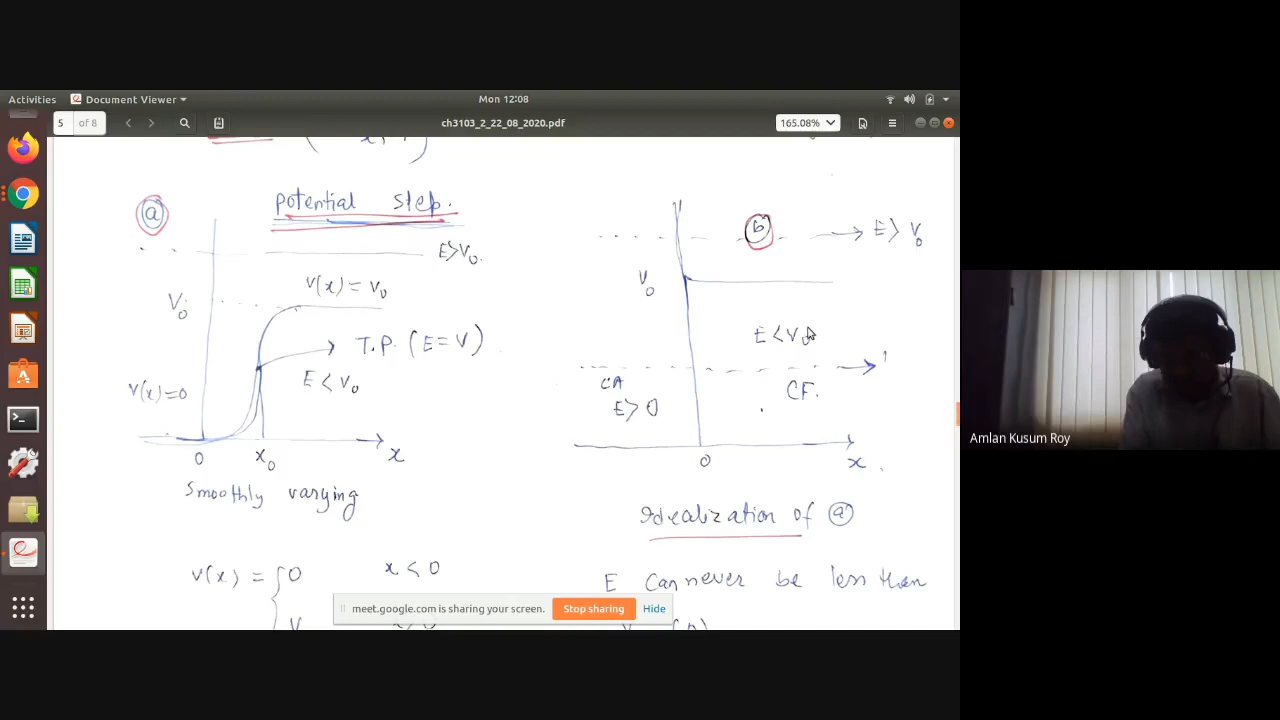 Activities Document Viewer Mon 12:08
5 of 8 ch3103_2_22_08_2020.pdf 165.08%
x,
a potential step.
E>V0.
V(x) = V0
V0
T.P. (E=V)
E < V0
V(x)=0
0 x0 x
Smoothly varying
V(x) = { 0 x < 0
V
b E > V0
V0
E < V0
CA CF.
E > 0
0 x
Idealization of a
E can never be less than
(0)
meet.google.com is sharing your screen. Stop sharing Hide
Amlan Kusum Roy